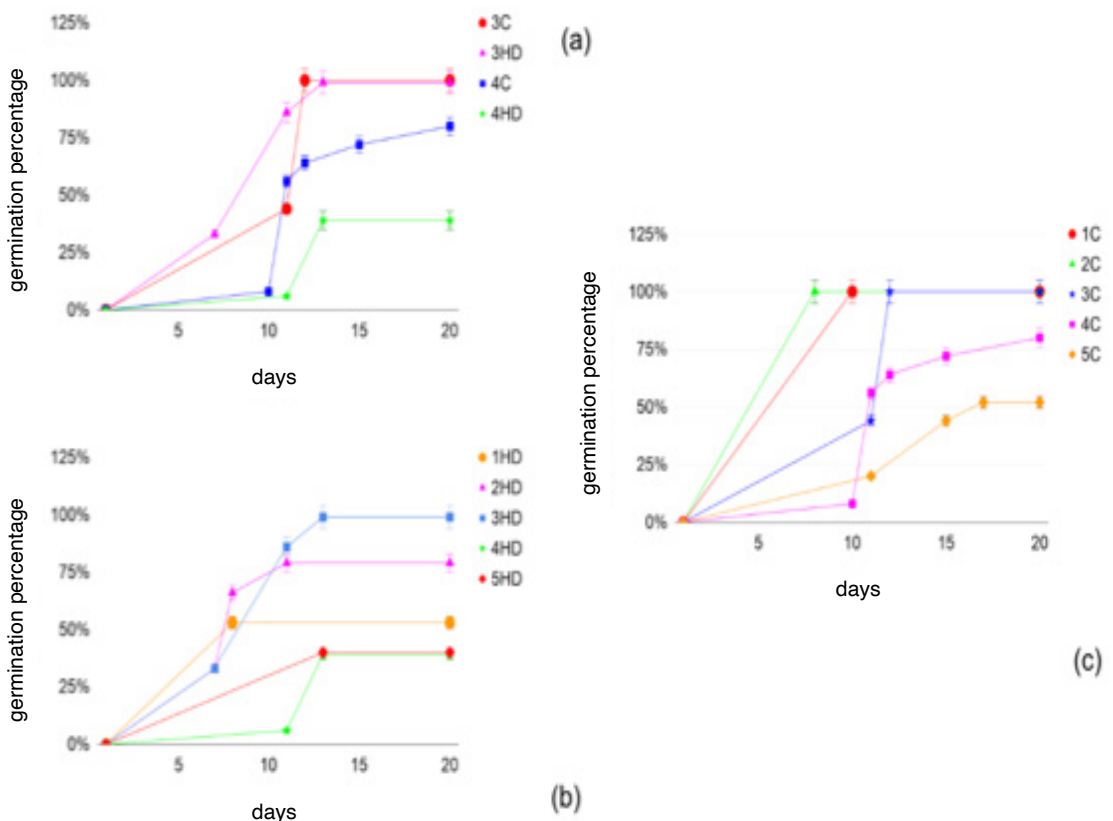 125%
100%
75%
50%
25%
0%
germination percentage
5 10 15 20
days
3C
3HD
4C
4HD
(a)
125%
100%
75%
50%
25%
0%
germination percentage
5 10 15 20
days
1HD
2HD
3HD
4HD
5HD
(b)
125%
100%
75%
50%
25%
0%
germination percentage
5 10 15 20
days
1C
2C
3C
4C
5C
(c)